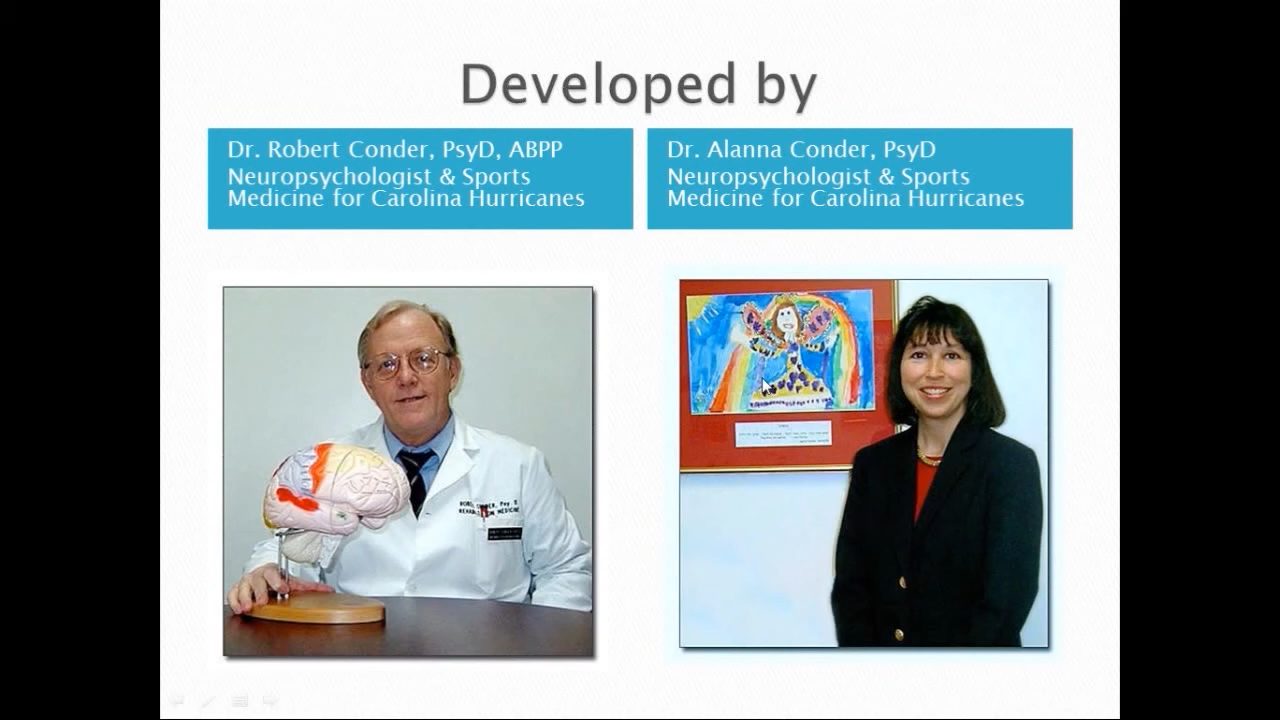 Developed by
Dr. Robert Conder, PsyD, ABPP
Neuropsychologist & Sports
Medicine for Carolina Hurricanes
Dr. Alanna Conder, PsyD
Neuropsychologist & Sports
Medicine for Carolina Hurricanes
MEDICINE